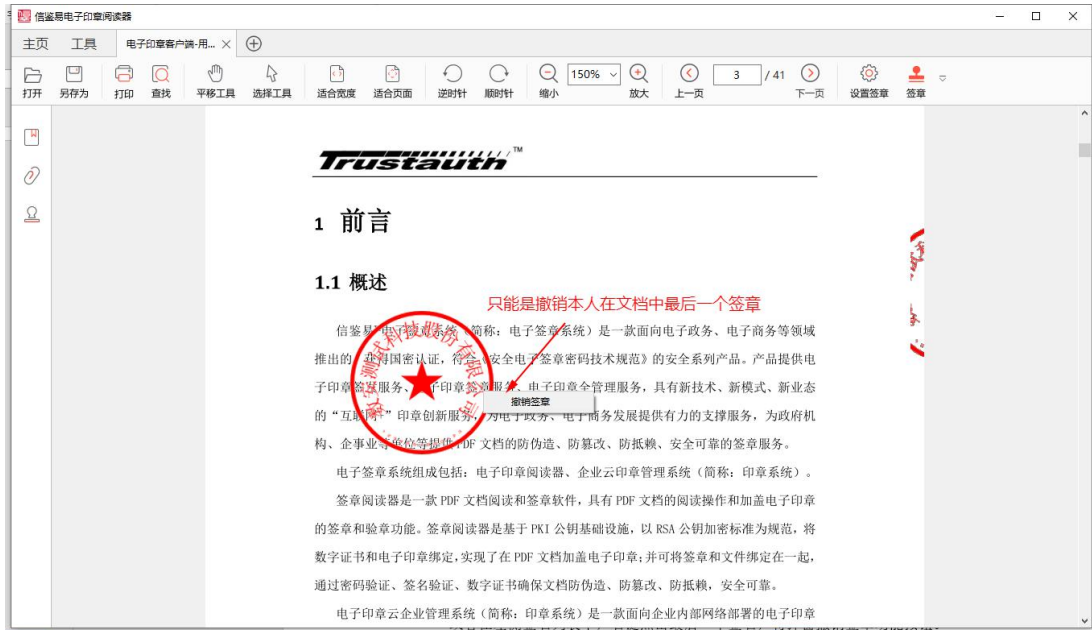 信鉴易电子印章阅读器
主页 工具 电子印章客户端-用...
打开 另存为 打印 查找 平移工具 选择工具 适合宽度 适合页面 逆时针 顺时针 缩小 150% 放大 上一页 3 / 41 下一页 设置签章 签章
Trustauth™
1 前言
1.1 概述
只能是撤销本人在文档中最后一个签章
信鉴易 电子签章系统（简称：电子签章系统）是一款面向电子政务、电子商务等领域
推出的、获得国密认证，符合《安全电子签章密码技术规范》的安全系列产品。产品提供电
子印章签发服务、电子印章签章服务、电子印章全管理服务，具有新技术、新模式、新业态
的“互联网+”印章创新服务，为电子政务、电子商务发展提供有力的支撑服务，为政府机
构、企事业等单位等提供 PDF 文档的防伪造、防篡改、防抵赖、安全可靠的签章服务。
撤销签章
电子签章系统组成包括：电子印章阅读器、企业云印章管理系统（简称：印章系统）。
签章阅读器是一款 PDF 文档阅读和签章软件，具有 PDF 文档的阅读操作和加盖电子印章
的签章和验章功能。签章阅读器是基于 PKI 公钥基础设施，以 RSA 公钥加密标准为规范，将
数字证书和电子印章绑定，实现了在 PDF 文档加盖电子印章；并可将签章和文件绑定在一起，
通过密码验证、签名验证、数字证书确保文档防伪造、防篡改、防抵赖，安全可靠。
电子印章云企业管理系统（简称：印章系统）是一款面向企业内部网络部署的电子印章
数安测试科技股份有限公司